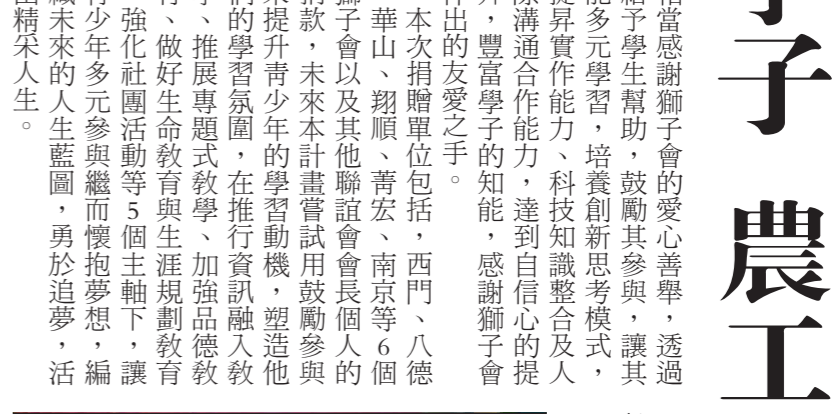 子 農工
相當感謝獅子會的愛心善舉，透過
給予學生幫助，鼓勵其參與，讓其
能多元學習，培養創新思考模式，
提昇實作能力、科技知識整合及人
際溝通合作能力，達到自信心的提
升，豐富學子的知能，感謝獅子會
伸出的友愛之手。
本次捐贈單位包括，西門、八德
、華山、翔順、菁宏、南京等6個
獅子會以及其他聯誼會會長個人的
捐款，未來本計畫嘗試用鼓勵參與
來提升青少年的學習動機，塑造他
們的學習氛圍，在推行資訊融入教
學、推展專題式教學、加強品德教
育、做好生命教育與生涯規劃教育
、強化社團活動等5個主軸下，讓
青少年多元參與繼而懷抱夢想，編
織未來的人生藍圖，勇於追夢，活
出精采人生。